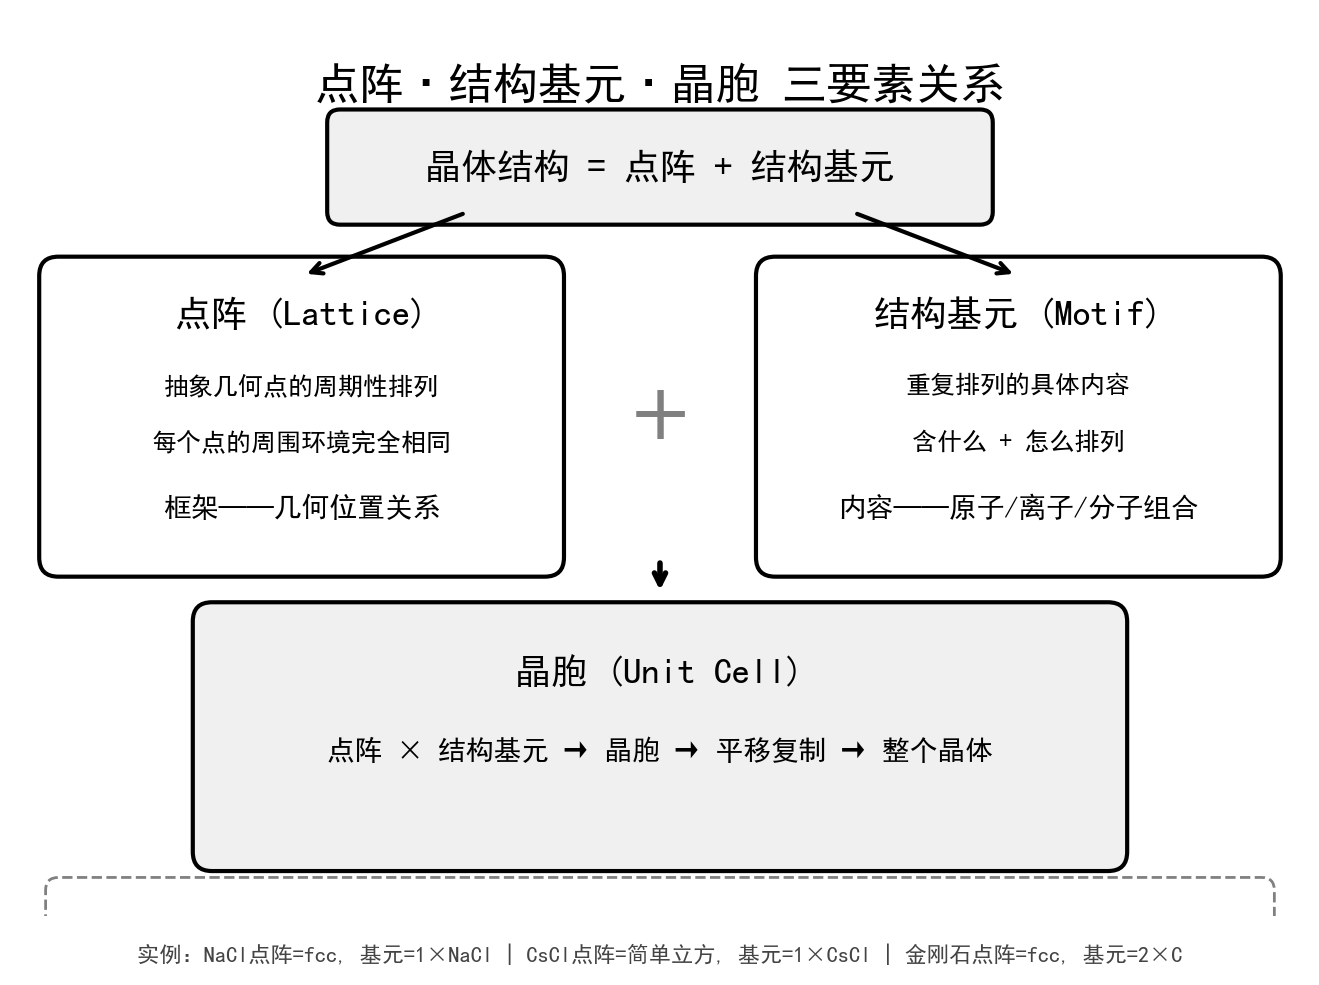 点阵·结构基元·晶胞 三要素关系
晶体结构 = 点阵 + 结构基元
点阵 (Lattice)
抽象几何点的周期性排列
每个点的周围环境完全相同
框架——几何位置关系
+
结构基元 (Motif)
重复排列的具体内容
含什么 + 怎么排列
内容——原子/离子/分子组合
晶胞 (Unit Cell)
点阵 × 结构基元 → 晶胞 → 平移复制 → 整个晶体
实例: NaCl点阵=fcc, 基元=1×NaCl | CsCl点阵=简单立方, 基元=1×CsCl | 金刚石点阵=fcc, 基元=2×C